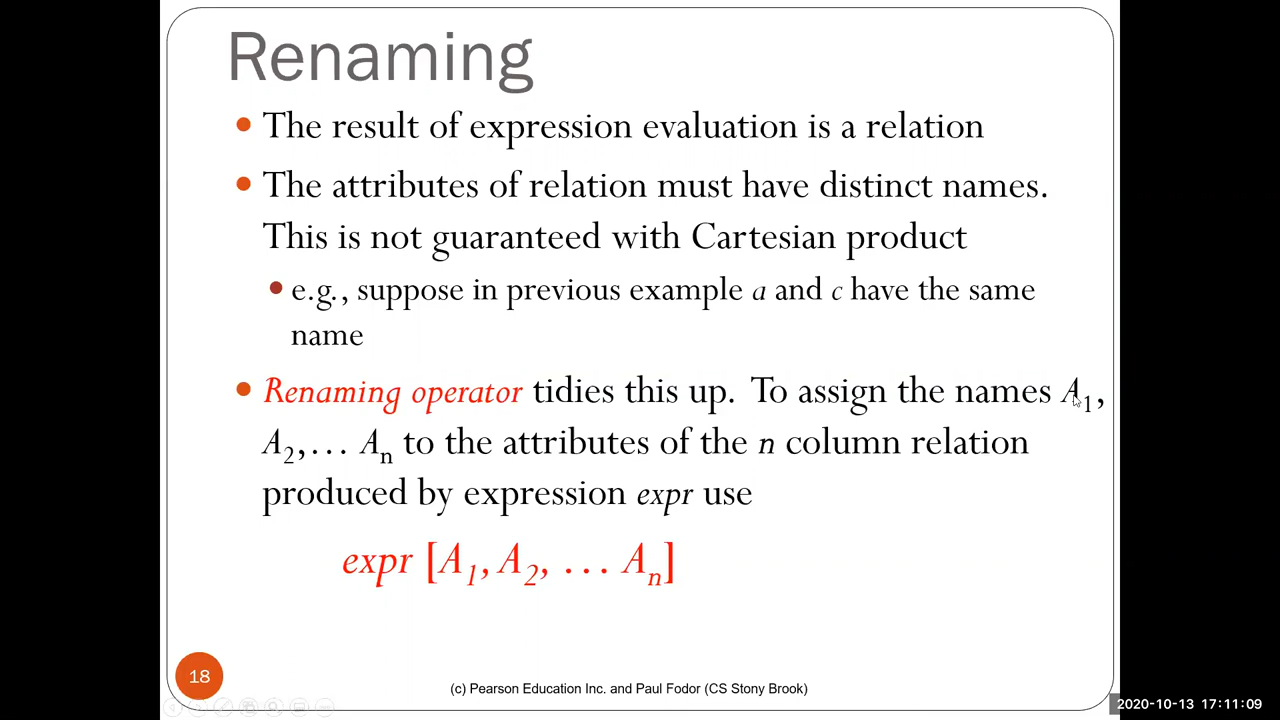 Renaming
• The result of expression evaluation is a relation
• The attributes of relation must have distinct names.
This is not guaranteed with Cartesian product
• e.g., suppose in previous example a and c have the same
name
• Renaming operator tidies this up. To assign the names A₁,
A₂,… Aₙ to the attributes of the n column relation
produced by expression expr use
expr [A₁, A₂, … Aₙ]
18
(c) Pearson Education Inc. and Paul Fodor (CS Stony Brook)
2020-10-13 17:11:09